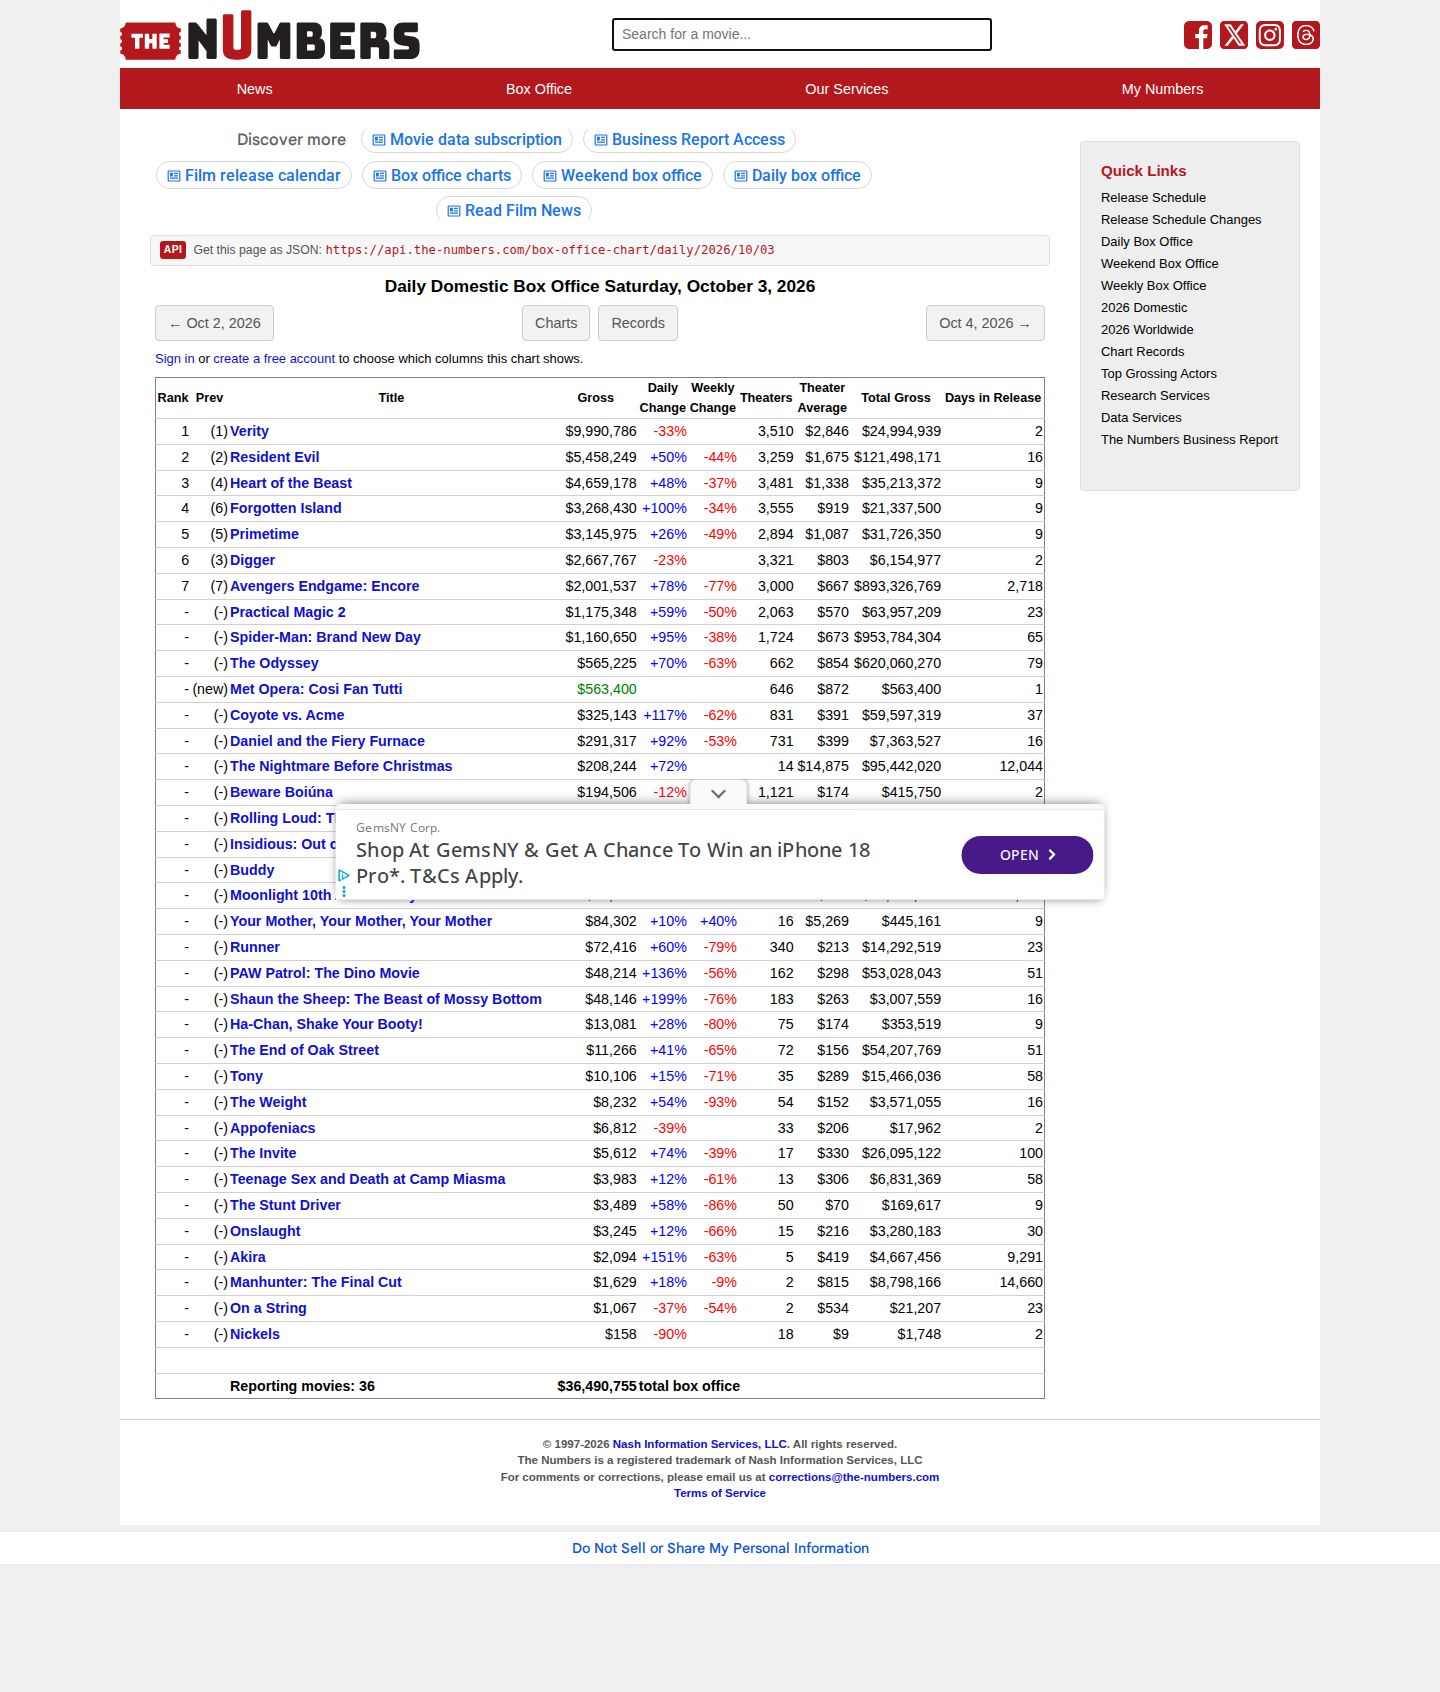 THE NUMBERS
Search for a movie...
News Box Office Our Services My Numbers
Discover more Movie data subscription Business Report Access
Film release calendar Box office charts Weekend box office Daily box office
Read Film News
API Get this page as JSON: https://api.the-numbers.com/box-office-chart/daily/2026/10/03
Daily Domestic Box Office Saturday, October 3, 2026
← Oct 2, 2026 Charts Records Oct 4, 2026 →
Sign in or create a free account to choose which columns this chart shows.
Rank Prev Title Gross Daily Change Weekly Change Theaters Theater Average Total Gross Days in Release
1 (1) Verity $9,990,786 -33% 3,510 $2,846 $24,994,939 2
2 (2) Resident Evil $5,458,249 +50% -44% 3,259 $1,675 $121,498,171 16
3 (4) Heart of the Beast $4,659,178 +48% -37% 3,481 $1,338 $35,213,372 9
4 (6) Forgotten Island $3,268,430 +100% -34% 3,555 $919 $21,337,500 9
5 (5) Primetime $3,145,975 +26% -49% 2,894 $1,087 $31,726,350 9
6 (3) Digger $2,667,767 -23% 3,321 $803 $6,154,977 2
7 (7) Avengers Endgame: Encore $2,001,537 +78% -77% 3,000 $667 $893,326,769 2,718
- (-) Practical Magic 2 $1,175,348 +59% -50% 2,063 $570 $63,957,209 23
- (-) Spider-Man: Brand New Day $1,160,650 +95% -38% 1,724 $673 $953,784,304 65
- (-) The Odyssey $565,225 +70% -63% 662 $854 $620,060,270 79
- (new) Met Opera: Cosi Fan Tutti $563,400 646 $872 $563,400 1
- (-) Coyote vs. Acme $325,143 +117% -62% 831 $391 $59,597,319 37
- (-) Daniel and the Fiery Furnace $291,317 +92% -53% 731 $399 $7,363,527 16
- (-) The Nightmare Before Christmas $208,244 +72% 14 $14,875 $95,442,020 12,044
- (-) Beware Boiúna $194,506 -12% 1,121 $174 $415,750 2
- (-) Rolling Loud:
- (-) Insidious: Out
- (-) Buddy
- (-) Moonlight 10th
GemsNY Corp.
Shop At GemsNY & Get A Chance To Win an iPhone 18
Pro*. T&Cs Apply.
OPEN
- (-) Your Mother, Your Mother, Your Mother $84,302 +10% +40% 16 $5,269 $445,161 9
- (-) Runner $72,416 +60% -79% 340 $213 $14,292,519 23
- (-) PAW Patrol: The Dino Movie $48,214 +136% -56% 162 $298 $53,028,043 51
- (-) Shaun the Sheep: The Beast of Mossy Bottom $48,146 +199% -76% 183 $263 $3,007,559 16
- (-) Ha-Chan, Shake Your Booty! $13,081 +28% -80% 75 $174 $353,519 9
- (-) The End of Oak Street $11,266 +41% -65% 72 $156 $54,207,769 51
- (-) Tony $10,106 +15% -71% 35 $289 $15,466,036 58
- (-) The Weight $8,232 +54% -93% 54 $152 $3,571,055 16
- (-) Appofeniacs $6,812 -39% 33 $206 $17,962 2
- (-) The Invite $5,612 +74% -39% 17 $330 $26,095,122 100
- (-) Teenage Sex and Death at Camp Miasma $3,983 +12% -61% 13 $306 $6,831,369 58
- (-) The Stunt Driver $3,489 +58% -86% 50 $70 $169,617 9
- (-) Onslaught $3,245 +12% -66% 15 $216 $3,280,183 30
- (-) Akira $2,094 +151% -63% 5 $419 $4,667,456 9,291
- (-) Manhunter: The Final Cut $1,629 +18% -9% 2 $815 $8,798,166 14,660
- (-) On a String $1,067 -37% -54% 2 $534 $21,207 23
- (-) Nickels $158 -90% 18 $9 $1,748 2
Reporting movies: 36 $36,490,755 total box office
Quick Links
Release Schedule
Release Schedule Changes
Daily Box Office
Weekend Box Office
Weekly Box Office
2026 Domestic
2026 Worldwide
Chart Records
Top Grossing Actors
Research Services
Data Services
The Numbers Business Report
© 1997-2026 Nash Information Services, LLC. All rights reserved.
The Numbers is a registered trademark of Nash Information Services, LLC
For comments or corrections, please email us at corrections@the-numbers.com
Terms of Service
Do Not Sell or Share My Personal Information